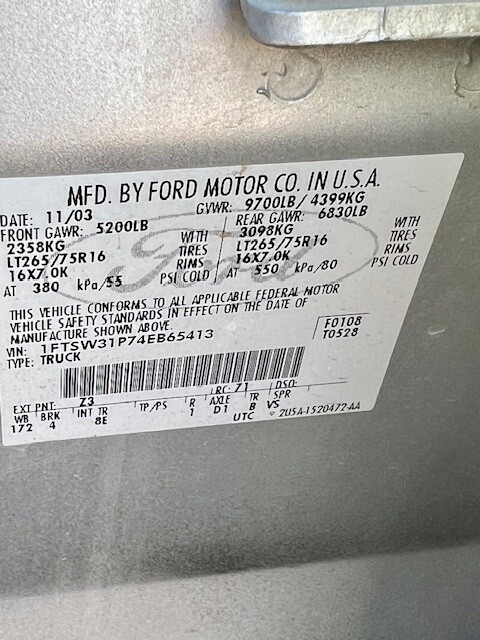 MFD. BY FORD MOTOR CO. IN U.S.A.
DATE: 11/03 GVWR: 9700LB/ 4399KG
FRONT GAWR: 5200LB REAR GAWR: 6830LB
2358KG WITH 3098KG WITH
LT265/75R16 TIRES LT265/75R16 TIRES
16X7.0K RIMS 16X7.0K RIMS
AT 380 kPa/55 PSI COLD AT 550 kPa/80 PSI COLD
Ford
THIS VEHICLE CONFORMS TO ALL APPLICABLE FEDERAL MOTOR
VEHICLE SAFETY STANDARDS IN EFFECT ON THE DATE OF
MANUFACTURE SHOWN ABOVE.
F0108
T0528
VIN: 1FTSW31P74EB65413
TYPE: TRUCK
EXT PNT: Z3 RC: 71 DSO:
WB BRK INT TR TP/PS R AXLE TR SPR
172 4 8E 1 D1 B VS
UTC 2U5A-1520472-AA